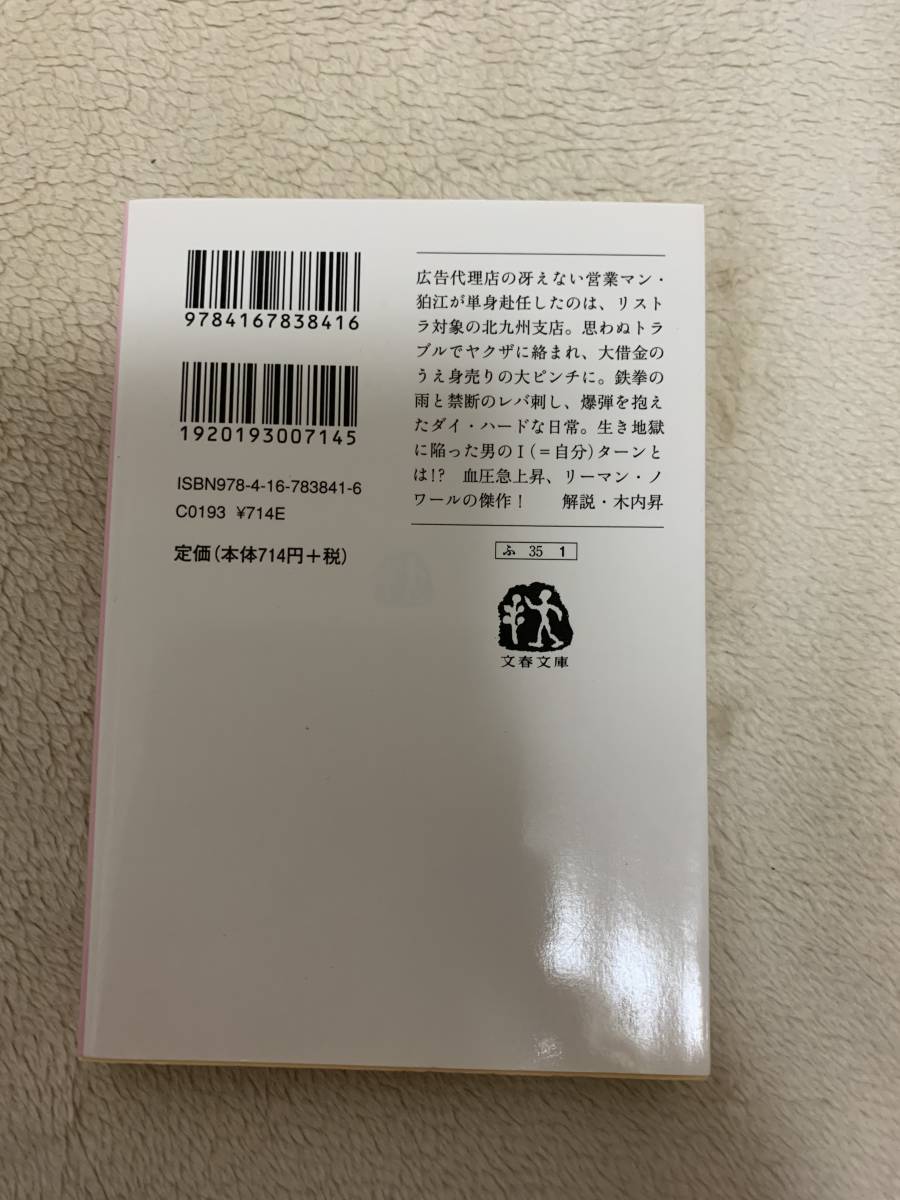 9784167838416
1920193007145
ISBN978-4-16-783841-6
C0193 ¥714E
定価(本体714円+税)
広告代理店の冴えない営業マン・
狛江が単身赴任したのは、リスト
ラ対象の北九州支店。思わぬトラ
ブルでヤクザに絡まれ、大借金の
うえ身売りの大ピンチに。鉄拳の
雨と禁断のレバ刺し、爆弾を抱え
たダイ・ハードな日常。生き地獄
に陥った男のI(=自分)ターンと
は!? 血圧急上昇、リーマン・ノ
ワールの傑作! 解説・木内昇
ふ 35 1
文春文庫